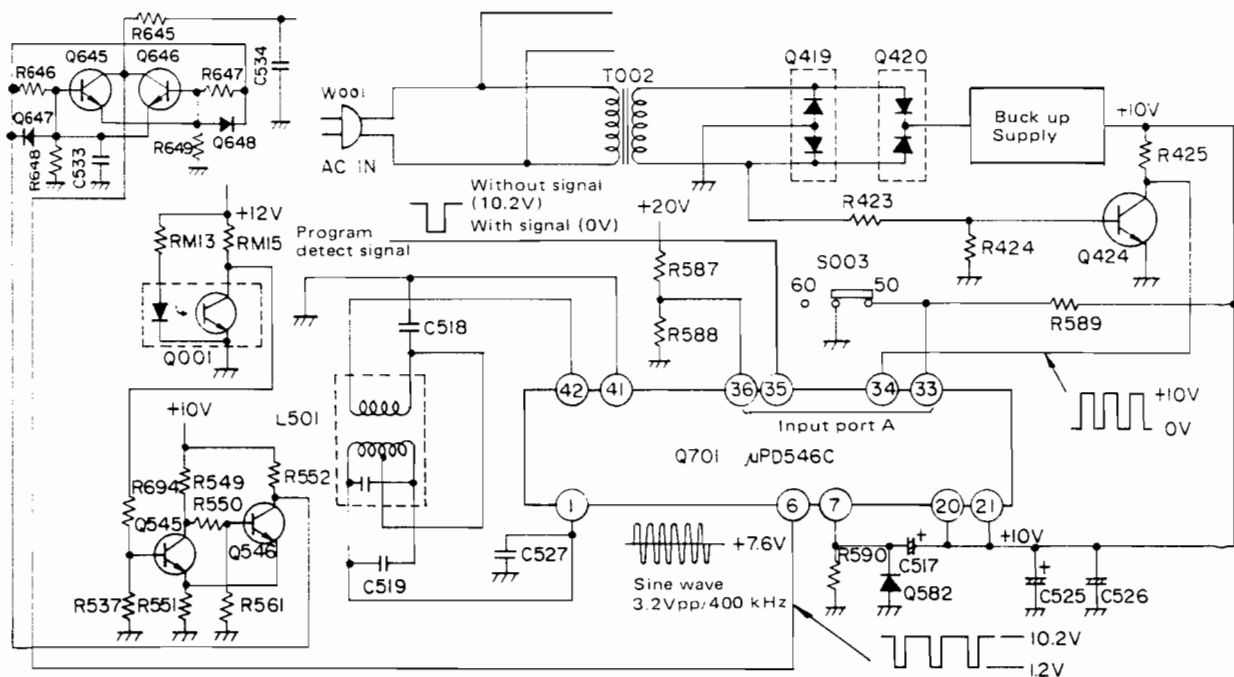 R645
Q645
Q646
R646
R647
C534
Q647
Q648
R648
C533
R649
W001
AC IN
T002
Q419
Q420
Buck up
Supply
+10V
R425
Q424
R423
R424
Without signal
(10.2V)
With signal (0V)
Program
detect signal
+12V
RM13
RM15
Q001
+20V
R587
R588
S003
60
50
R589
C518
L501
42
41
36
35
34
33
Input port A
Q701 μPD546C
+10V
0V
+10V
R549
R552
R694
R550
Q545
Q546
R537
R551
R561
C519
1
6
7
20
21
C527
+7.6V
Sine wave
3.2Vpp/400 kHz
R590
+
C517
Q582
+10V
+
C525
C526
10.2V
1.2V